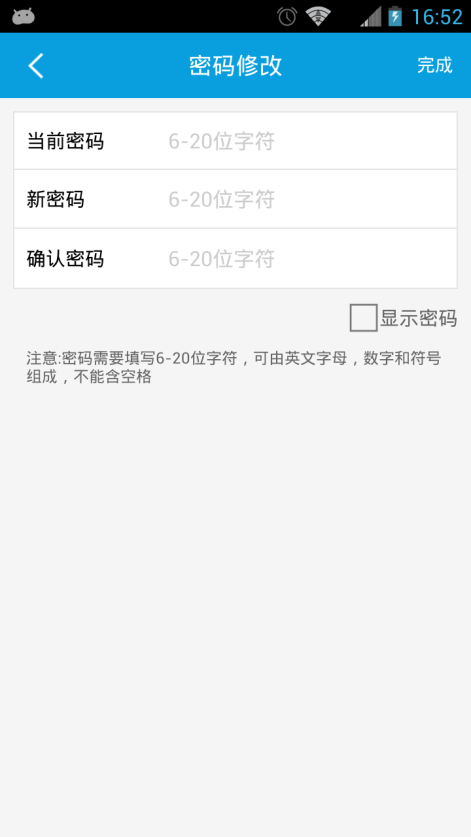 16:52
密码修改
完成
当前密码 6-20位字符
新密码 6-20位字符
确认密码 6-20位字符
显示密码
注意:密码需要填写6-20位字符，可由英文字母，数字和符号
组成，不能含空格